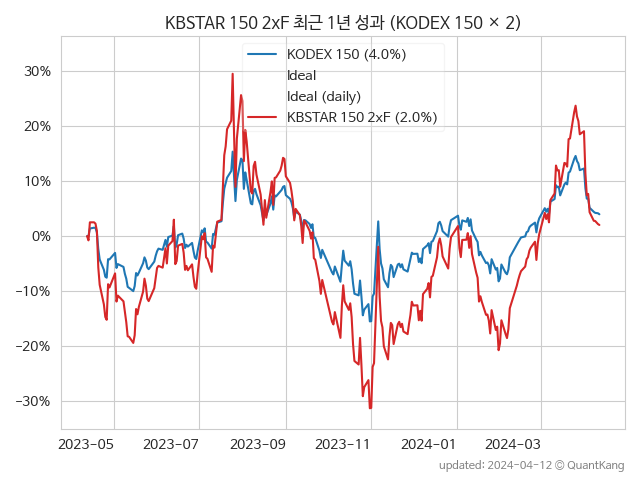 KBSTAR 150 2xF 최근 1년 성과 (KODEX 150 × 2)
KODEX 150 (4.0%)
Ideal
Ideal (daily)
KBSTAR 150 2xF (2.0%)
30%
20%
10%
0%
−10%
−20%
−30%
2023−05
2023−07
2023−09
2023−11
2024−01
2024−03
updated: 2024−04−12 © QuantKang